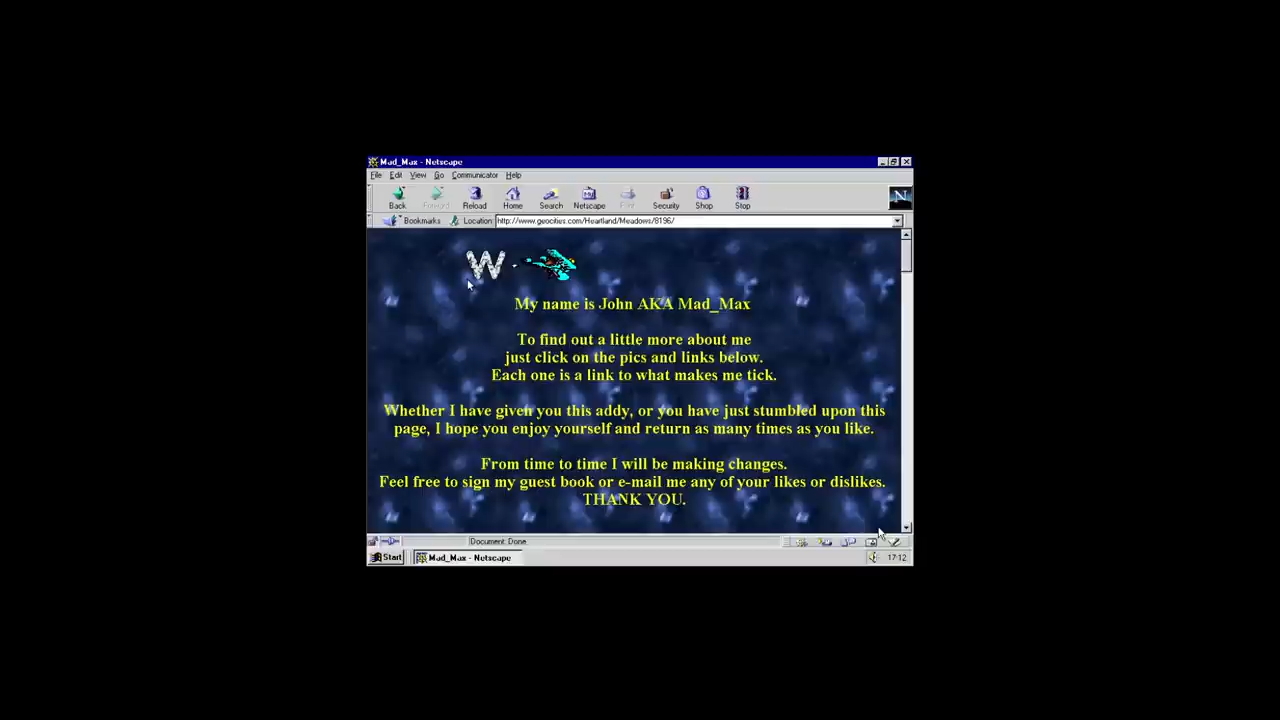 Mad_Max - Netscape
File Edit View Go Communicator Help
Back Forward Reload Home Search Netscape Print Security Shop Stop
N
Bookmarks Location: http://www.geocities.com/Heartland/Meadows/8196/
W
My name is John AKA Mad_Max
To find out a little more about me
just click on the pics and links below.
Each one is a link to what makes me tick.
Whether I have given you this addy, or you have just stumbled upon this
page, I hope you enjoy yourself and return as many times as you like.
From time to time I will be making changes.
Feel free to sign my guest book or e-mail me any of your likes or dislikes.
THANK YOU.
Document: Done
Start Mad_Max - Netscape 17:12